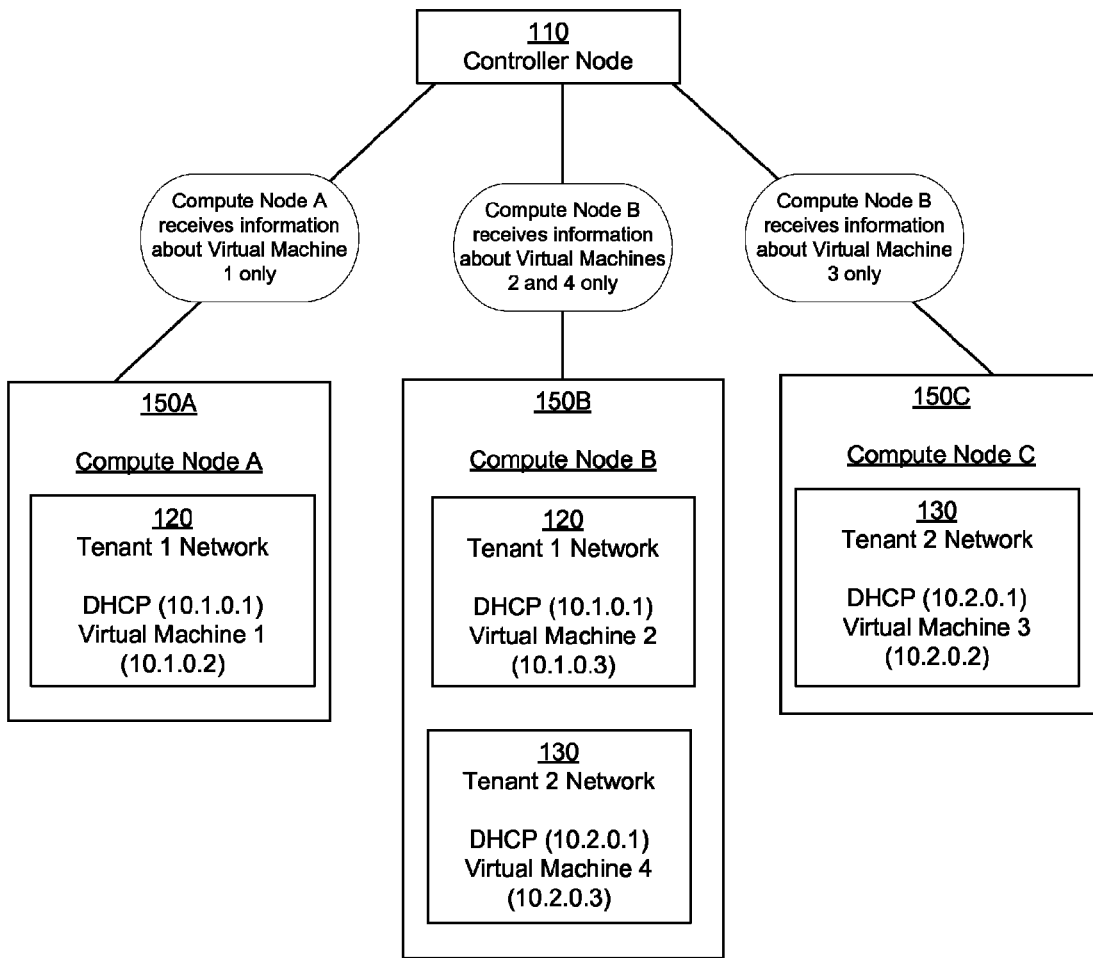 110
Controller Node
Compute Node A
receives information
about Virtual Machine
1 only
Compute Node B
receives information
about Virtual Machines
2 and 4 only
Compute Node B
receives information
about Virtual Machine
3 only
150A
Compute Node A
120
Tenant 1 Network
DHCP (10.1.0.1)
Virtual Machine 1
(10.1.0.2)
150B
Compute Node B
120
Tenant 1 Network
DHCP (10.1.0.1)
Virtual Machine 2
(10.1.0.3)
130
Tenant 2 Network
DHCP (10.2.0.1)
Virtual Machine 4
(10.2.0.3)
150C
Compute Node C
130
Tenant 2 Network
DHCP (10.2.0.1)
Virtual Machine 3
(10.2.0.2)